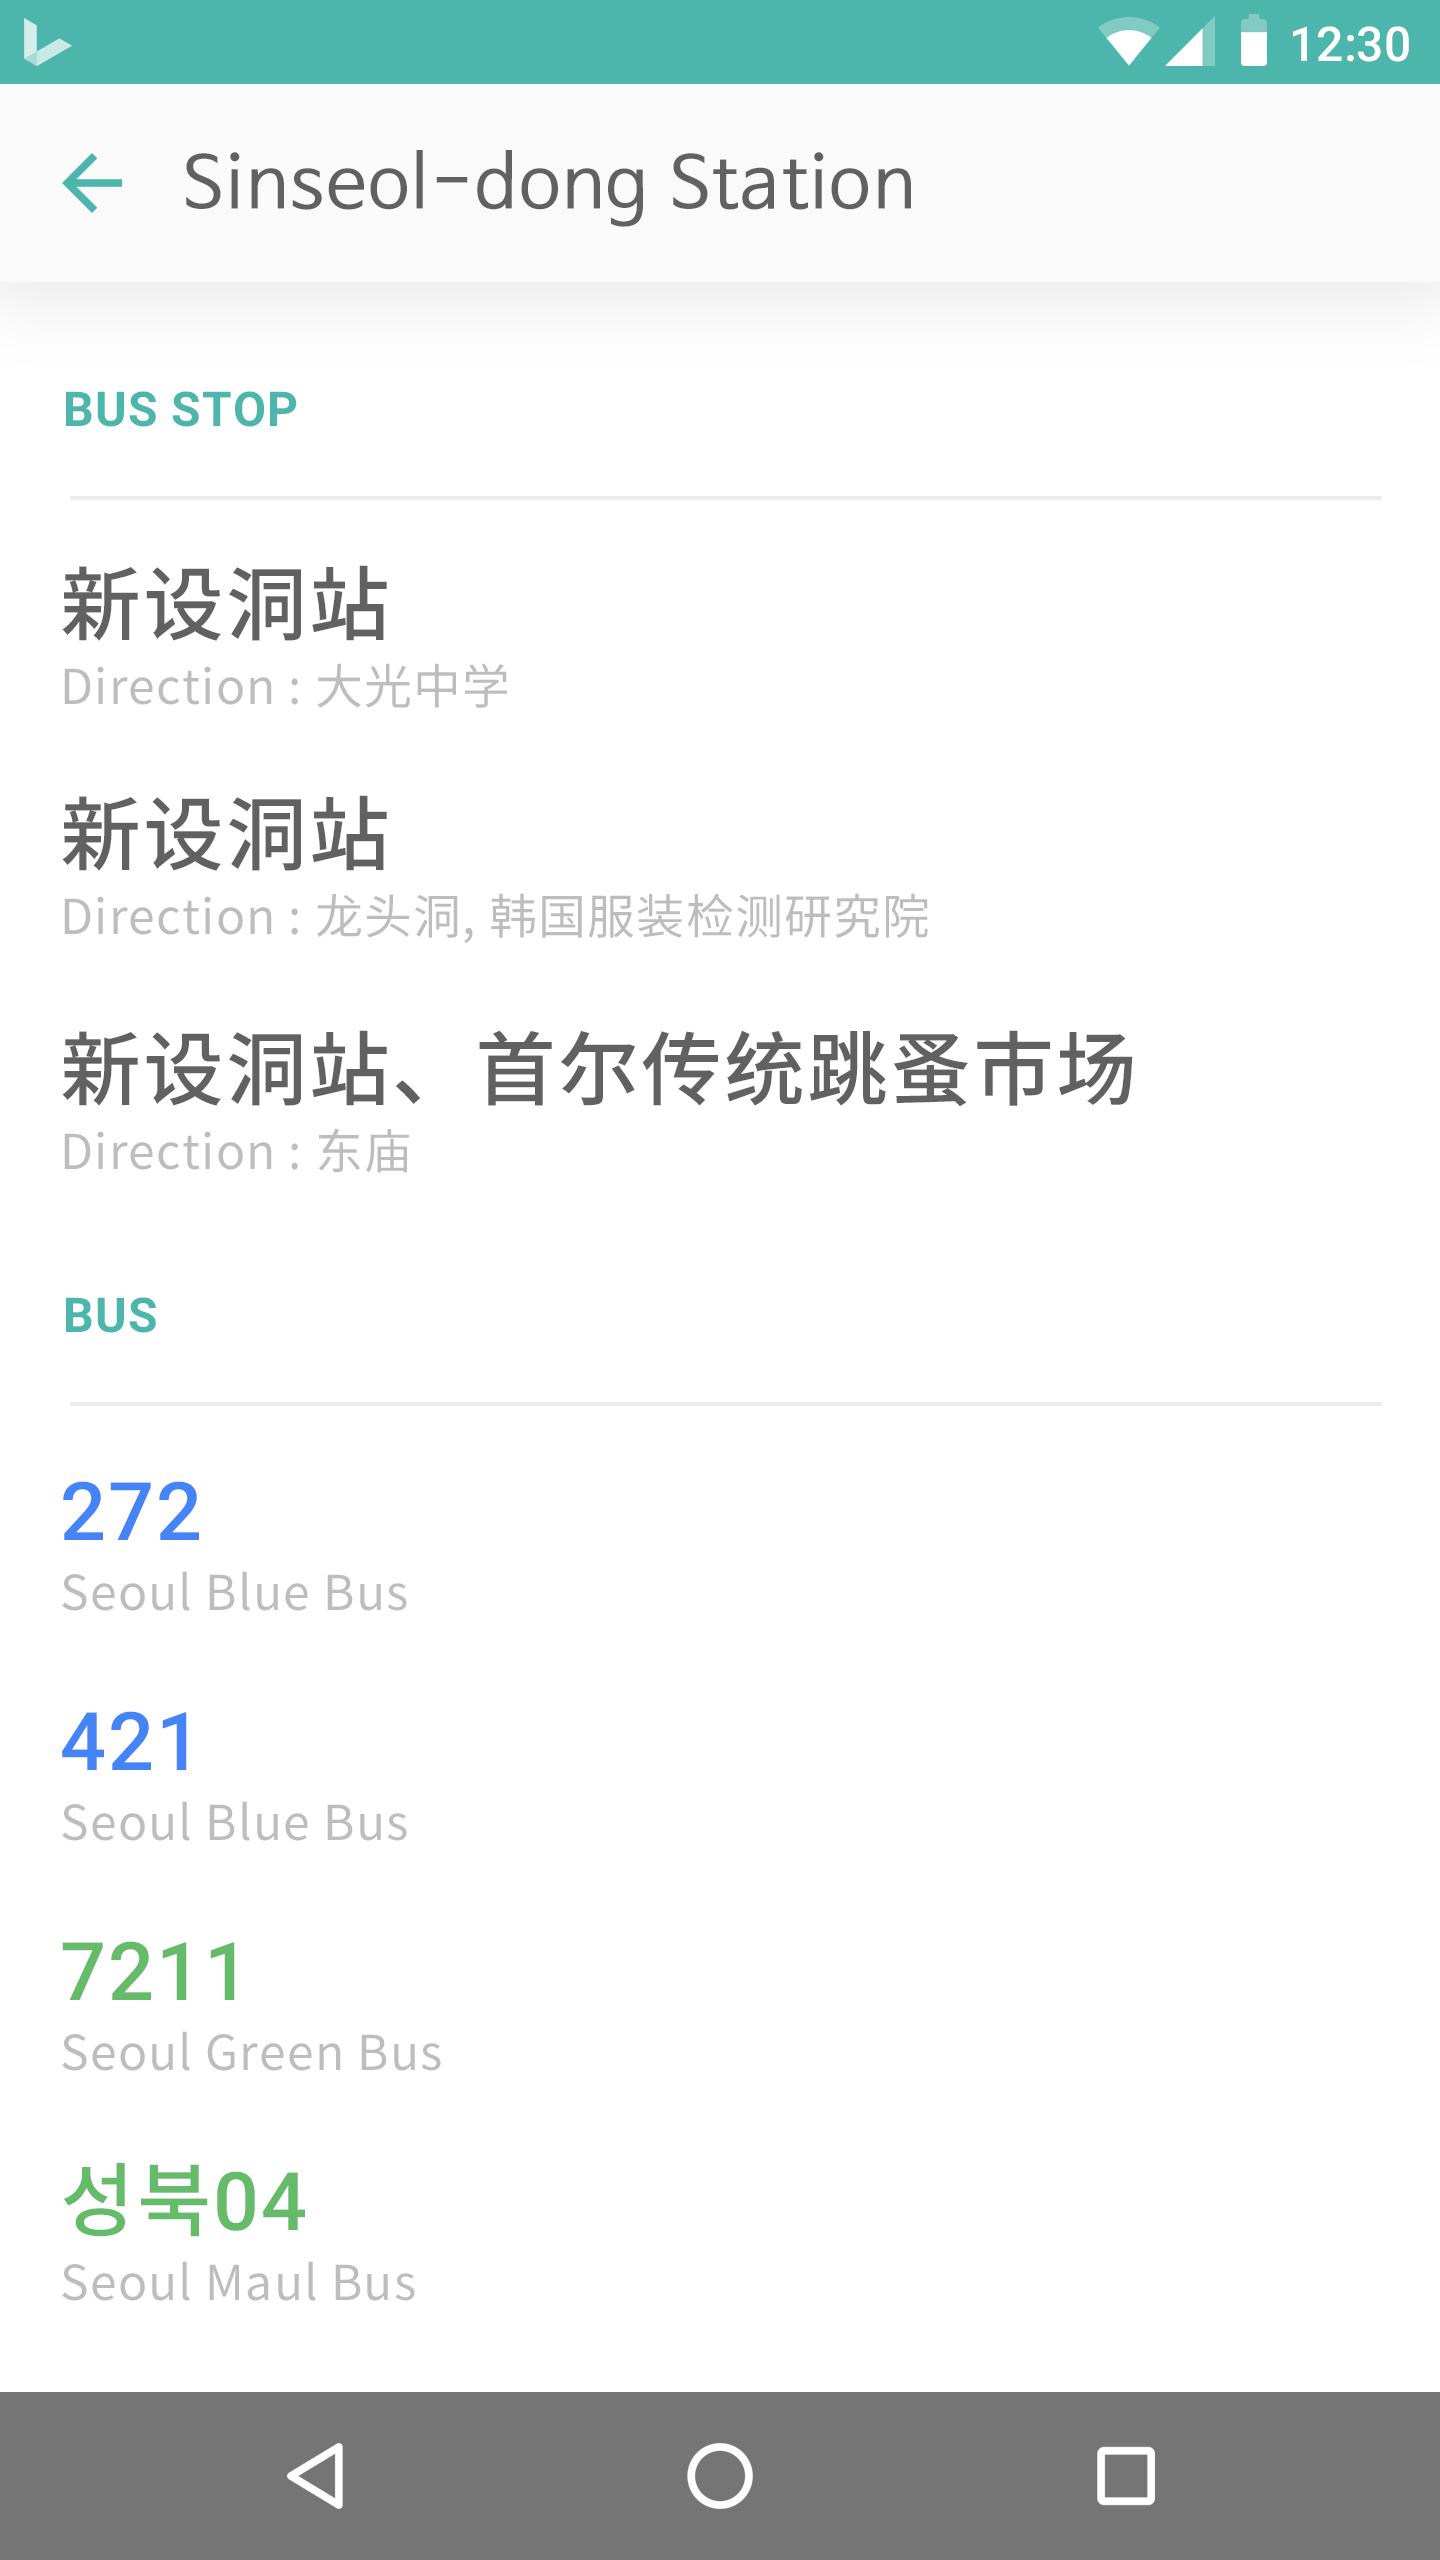 12:30
Sinseol-dong Station
BUS STOP
新设洞站
Direction : 大光中学
新设洞站
Direction : 龙头洞, 韩国服装检测研究院
新设洞站、首尔传统跳蚤市场
Direction : 东庙
BUS
272
Seoul Blue Bus
421
Seoul Blue Bus
7211
Seoul Green Bus
성북04
Seoul Maul Bus